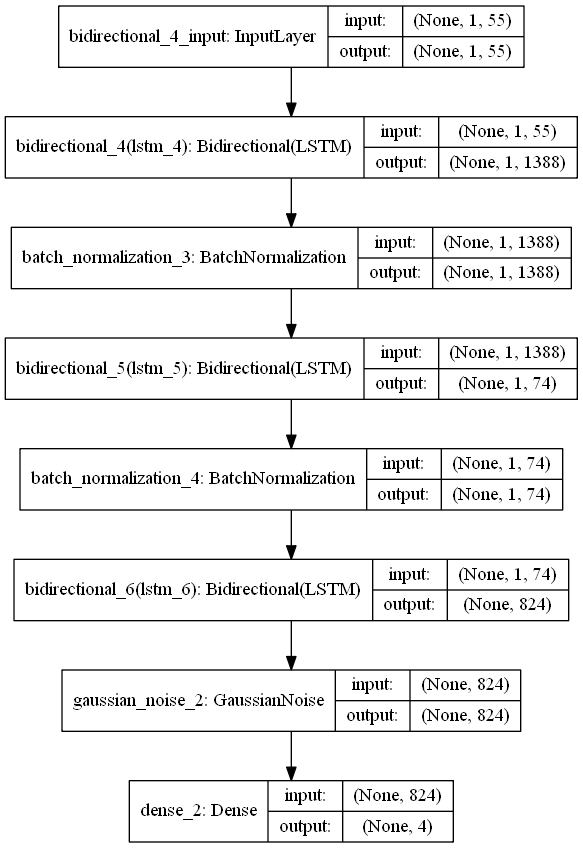 bidirectional_4_input: InputLayer
input: (None, 1, 55)
output: (None, 1, 55)
bidirectional_4(lstm_4): Bidirectional(LSTM)
input: (None, 1, 55)
output: (None, 1, 1388)
batch_normalization_3: BatchNormalization
input: (None, 1, 1388)
output: (None, 1, 1388)
bidirectional_5(lstm_5): Bidirectional(LSTM)
input: (None, 1, 1388)
output: (None, 1, 74)
batch_normalization_4: BatchNormalization
input: (None, 1, 74)
output: (None, 1, 74)
bidirectional_6(lstm_6): Bidirectional(LSTM)
input: (None, 1, 74)
output: (None, 824)
gaussian_noise_2: GaussianNoise
input: (None, 824)
output: (None, 824)
dense_2: Dense
input: (None, 824)
output: (None, 4)